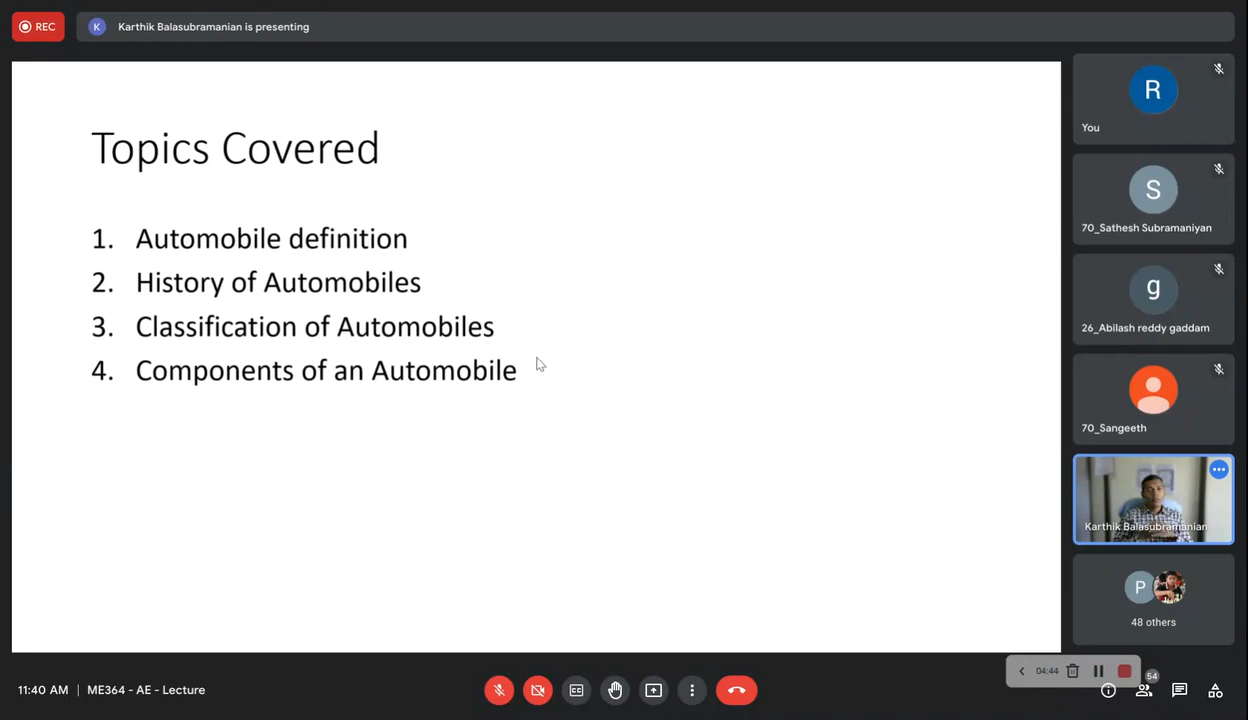 REC
K
Karthik Balasubramanian is presenting
Topics Covered
1. Automobile definition
2. History of Automobiles
3. Classification of Automobiles
4. Components of an Automobile
R
You
S
70_Sathesh Subramaniyan
g
26_Abilash reddy gaddam
70_Sangeeth
Karthik Balasubramanian
P
48 others
04:44
11:40 AM | ME364 - AE - Lecture
CC
54